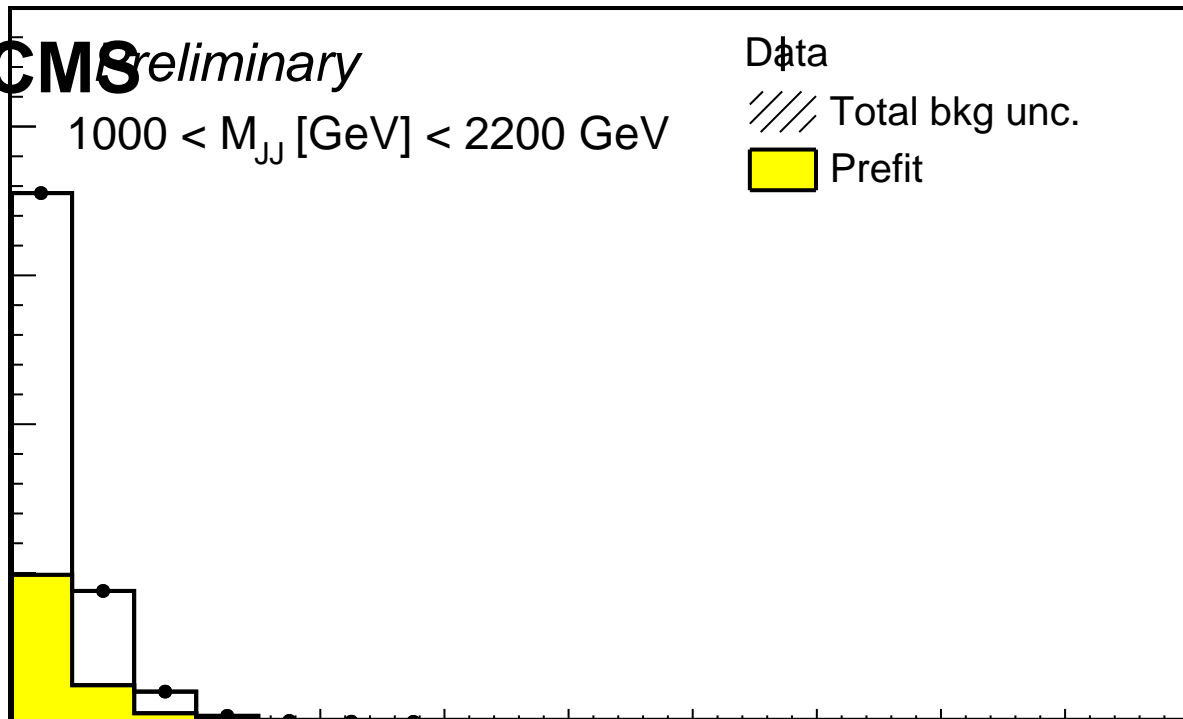 CMS Preliminary
1000 < M_JJ [GeV] < 2200 GeV
Data
Total bkg unc.
Prefit